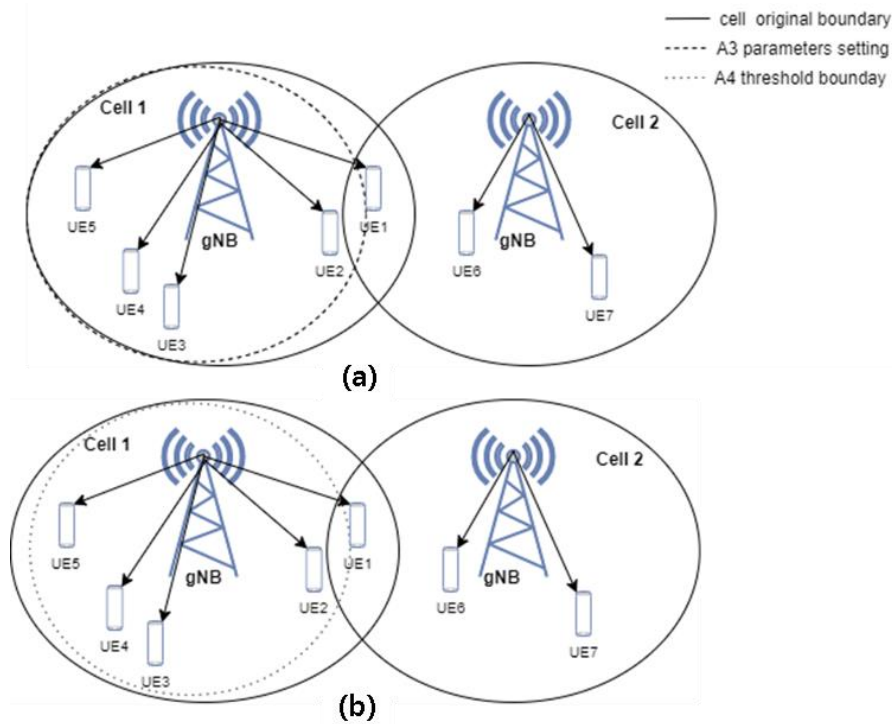 cell original boundary
A3 parameters setting
A4 threshold bounday
Cell 1
Cell 2
UE5
UE1
gNB
UE2
UE6
gNB
UE4
UE7
UE3
(a)
Cell 1
Cell 2
UE5
UE1
gNB
UE2
UE6
gNB
UE4
UE7
UE3
(b)